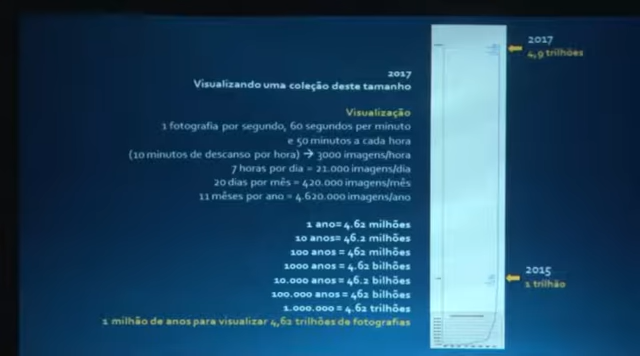 2017
Visualizando uma coleção deste tamanho
Visualização
1 fotografia por segundo, 60 segundos per minuto
e 50 minutos a cada hora
(10 minutos de descanso por hora) → 3000 imagens/hora
7 horas por dia = 21.000 imagens/dia
20 dias por mês = 420.000 imagens/mês
11 mêses por ano = 4.620.000 imagens/ano
1 ano= 4.62 milhões
10 anos= 46.2 milhões
100 anos = 462 milhões
1000 anos = 4.62 bilhões
10.000 anos = 46.2 bilhões
100.000 anos = 462 bilhões
1.000.000 = 4.62 trilhões
1 milhão de anos para visualizar 4,62 trilhões de fotografias
2017
4,9 trilhões
2015
1 trilhão